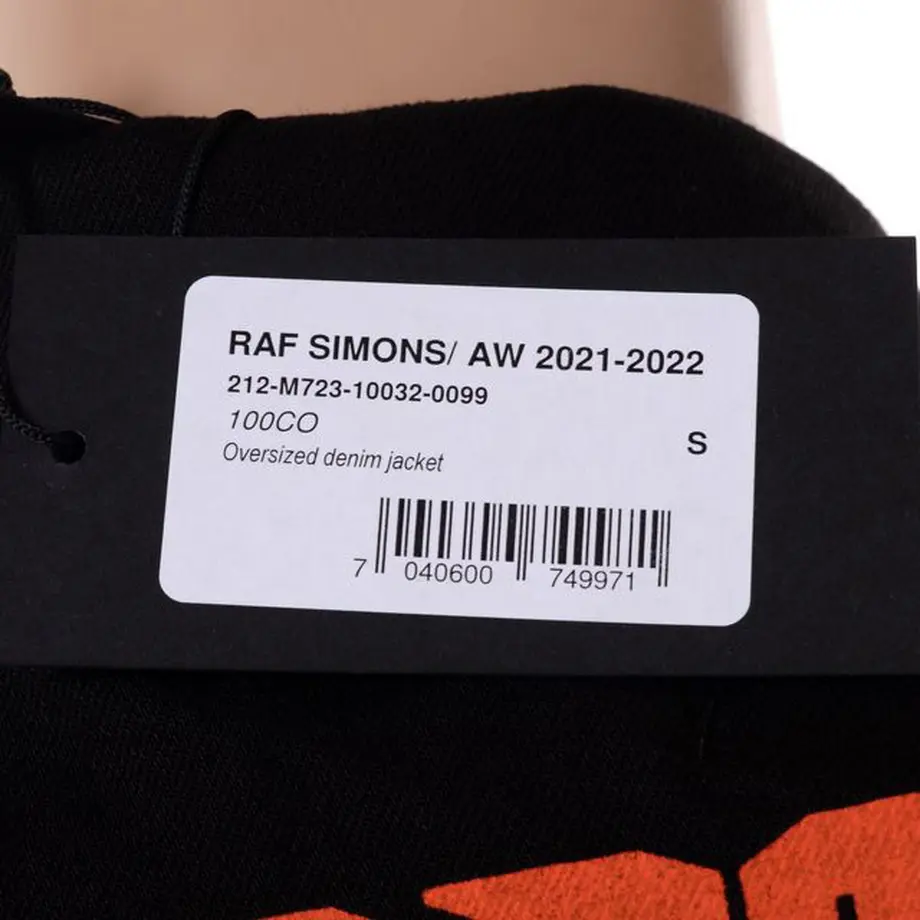 RAF SIMONS/ AW 2021-2022
212-M723-10032-0099
100CO
S
Oversized denim jacket
7 040600 749971